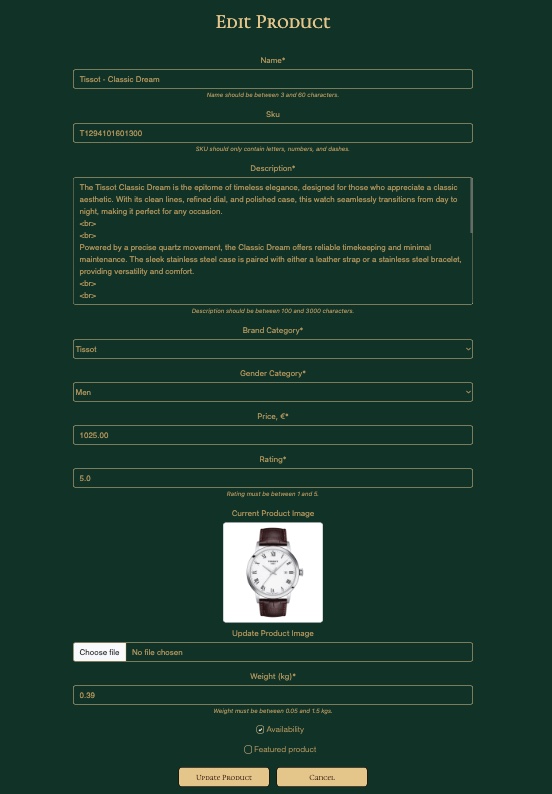 Edit Product
Name*
Tissot - Classic Dream
Name should be between 3 and 60 characters.
Sku
T1294101601300
SKU should only contain letters, numbers, and dashes.
Description*
The Tissot Classic Dream is the epitome of timeless elegance, designed for those who appreciate a classic
aesthetic. With its clean lines, refined dial, and polished case, this watch seamlessly transitions from day to
night, making it perfect for any occasion.
<br>
<br>
Powered by a precise quartz movement, the Classic Dream offers reliable timekeeping and minimal
maintenance. The sleek stainless steel case is paired with either a leather strap or a stainless steel bracelet,
providing versatility and comfort.
<br>
<br>
Description should be between 100 and 3000 characters.
Brand Category*
Tissot
Gender Category*
Men
Price, €*
1025.00
Rating*
5.0
Rating must be between 1 and 5.
Current Product Image
Update Product Image
Choose file No file chosen
Weight (kg)*
0.39
Weight must be between 0.05 and 1.5 kgs.
Availability
Featured product
Update Product Cancel